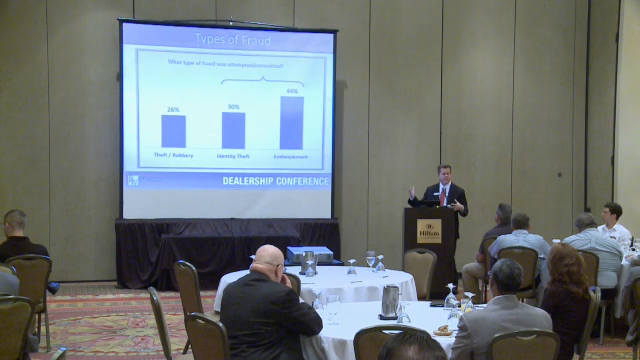 Types of Fraud
What type of fraud was attempted/committed?
44%
30%
26%
Theft / Robbery
Identity Theft
Embezzlement
DEALERSHIP CONFERENCE
Hilton